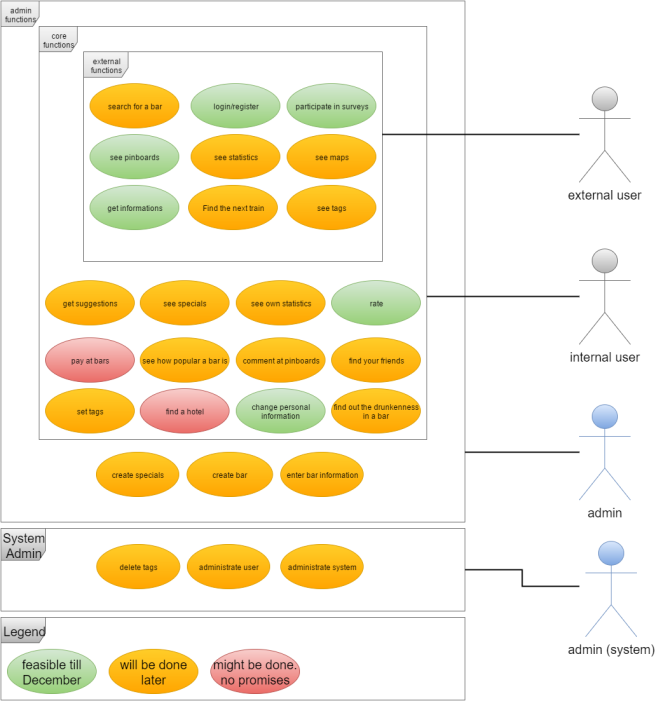 admin
functions
core
functions
external
functions
search for a bar
login/register
participate in surveys
see pinboards
see statistics
see maps
get informations
Find the next train
see tags
external user
get suggestions
see specials
see own statistics
rate
internal user
pay at bars
see how popular a bar is
comment at pinboards
find your friends
set tags
find a hotel
change personal
information
find out the drunkenness
in a bar
create specials
create bar
enter bar information
admin
System
Admin
delete tags
administrate user
administrate system
admin (system)
Legend
feasible till
December
will be done
later
might be done.
no promises